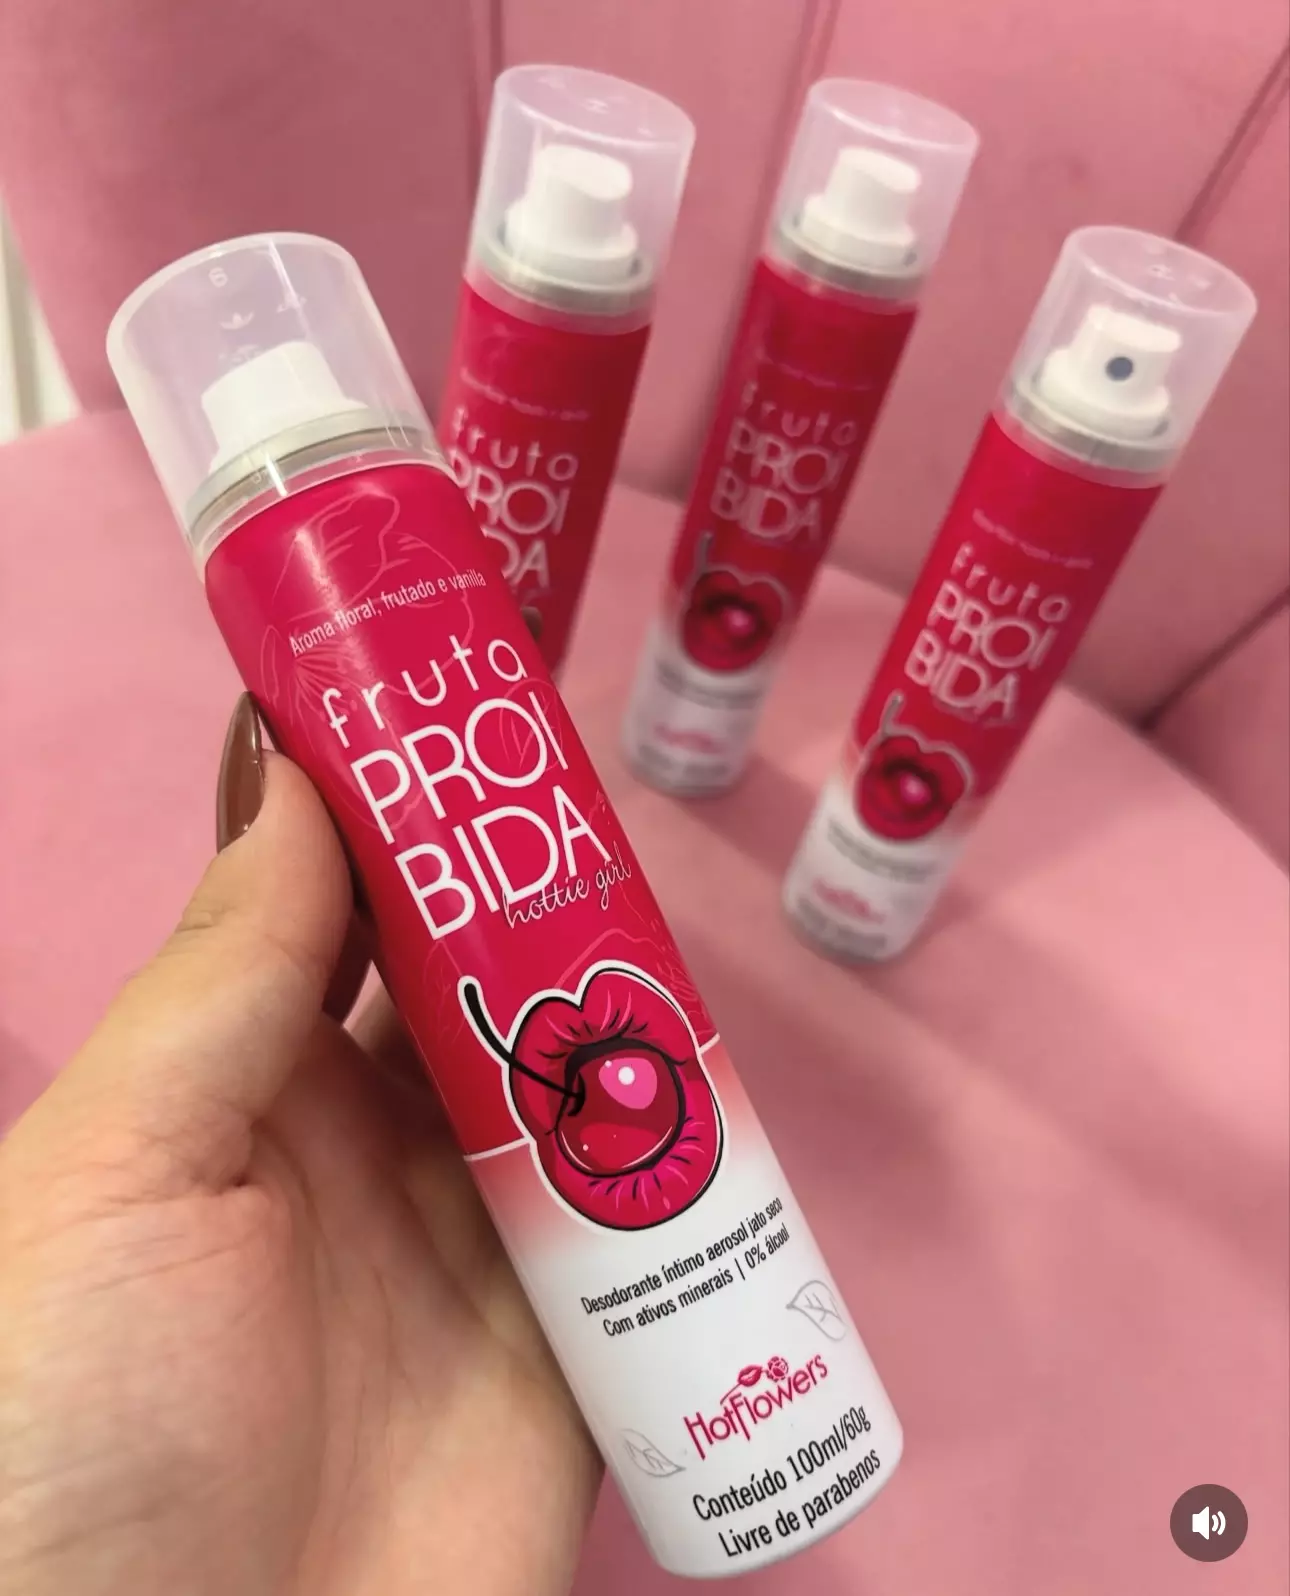 Aroma floral, frutado e vanilla
fruta
PROI
BIDA
hottie girl
Desodorante íntimo aerosol jato seco
Com ativos minerais | 0% álcool
HotFlowers
Conteúdo 100ml/60g
Livre de parabenos
fruta
PROI
DA
fruta
PROI
BIDA
fruta
PROI
BIDA